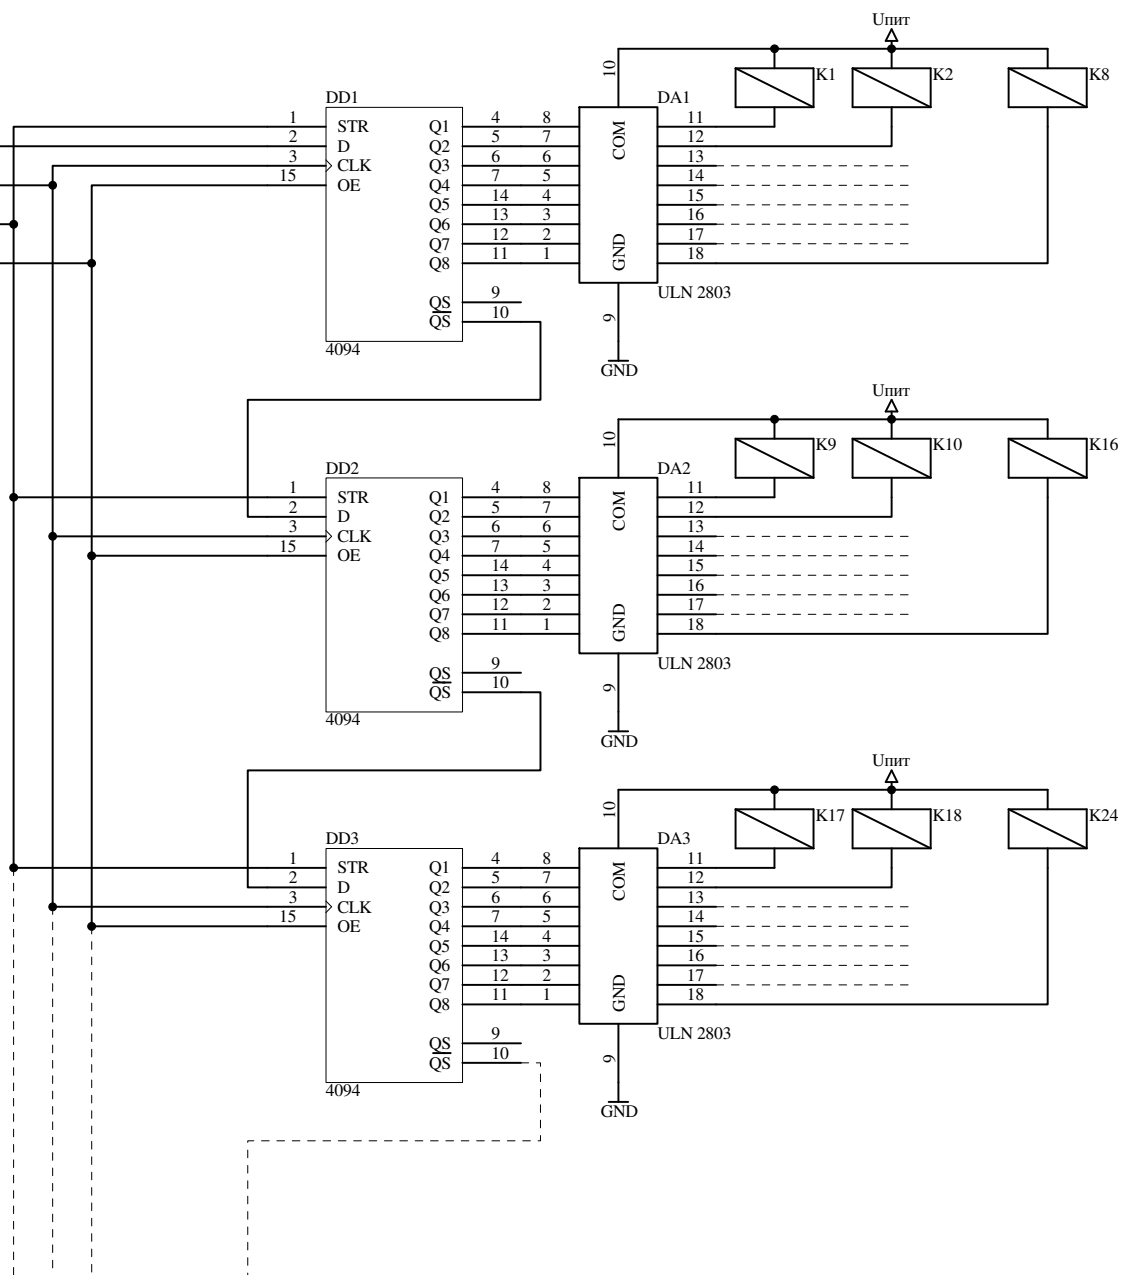 Uпит
10
K1 K2 K8
DD1 DA1
1 STR Q1 4 8 COM 11
2 D Q2 5 7 12
3 CLK Q3 6 6 13
15 OE Q4 7 5 14
Q5 14 4 15
Q6 13 3 16
Q7 12 2 GND 17
Q8 11 1 18
QS 9 ULN 2803
QS 10 9
4094
GND
Uпит
10
K9 K10 K16
DD2 DA2
1 STR Q1 4 8 COM 11
2 D Q2 5 7 12
3 CLK Q3 6 6 13
15 OE Q4 7 5 14
Q5 14 4 15
Q6 13 3 16
Q7 12 2 GND 17
Q8 11 1 18
QS 9 ULN 2803
QS 10 9
4094
GND
Uпит
10
K17 K18 K24
DD3 DA3
1 STR Q1 4 8 COM 11
2 D Q2 5 7 12
3 CLK Q3 6 6 13
15 OE Q4 7 5 14
Q5 14 4 15
Q6 13 3 16
Q7 12 2 GND 17
Q8 11 1 18
QS 9 ULN 2803
QS 10 9
4094
GND